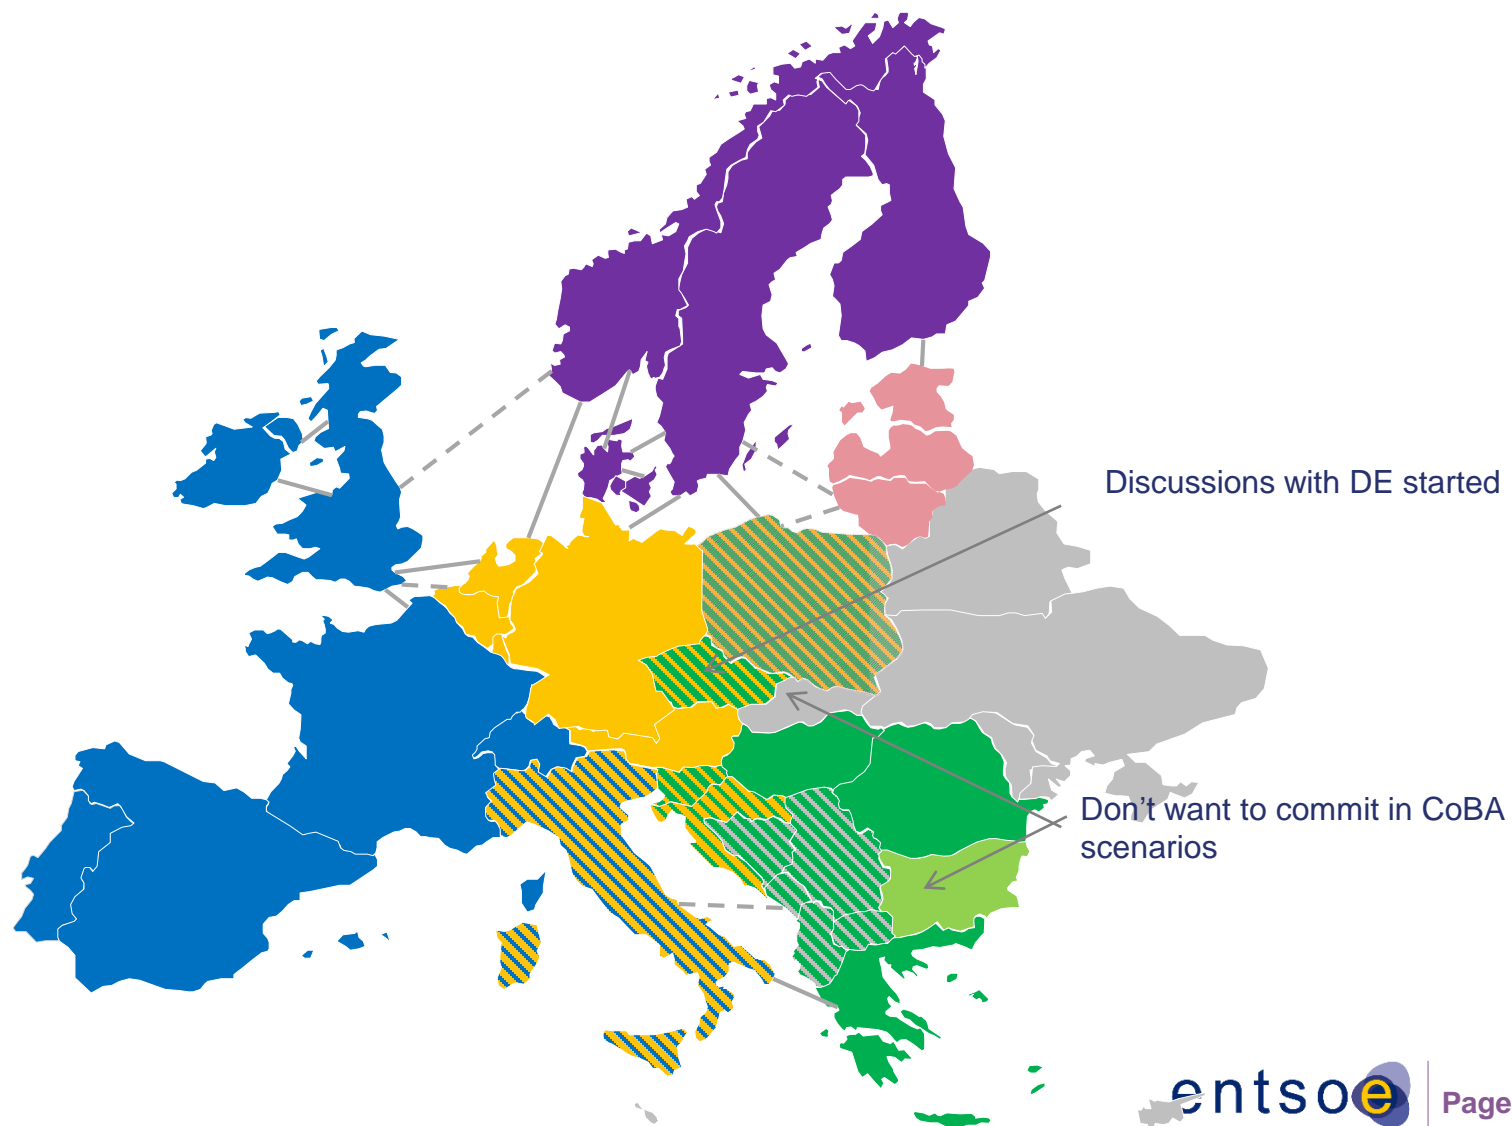 Discussions with DE started
Don't want to commit in CoBA
scenarios
entsoe
Page